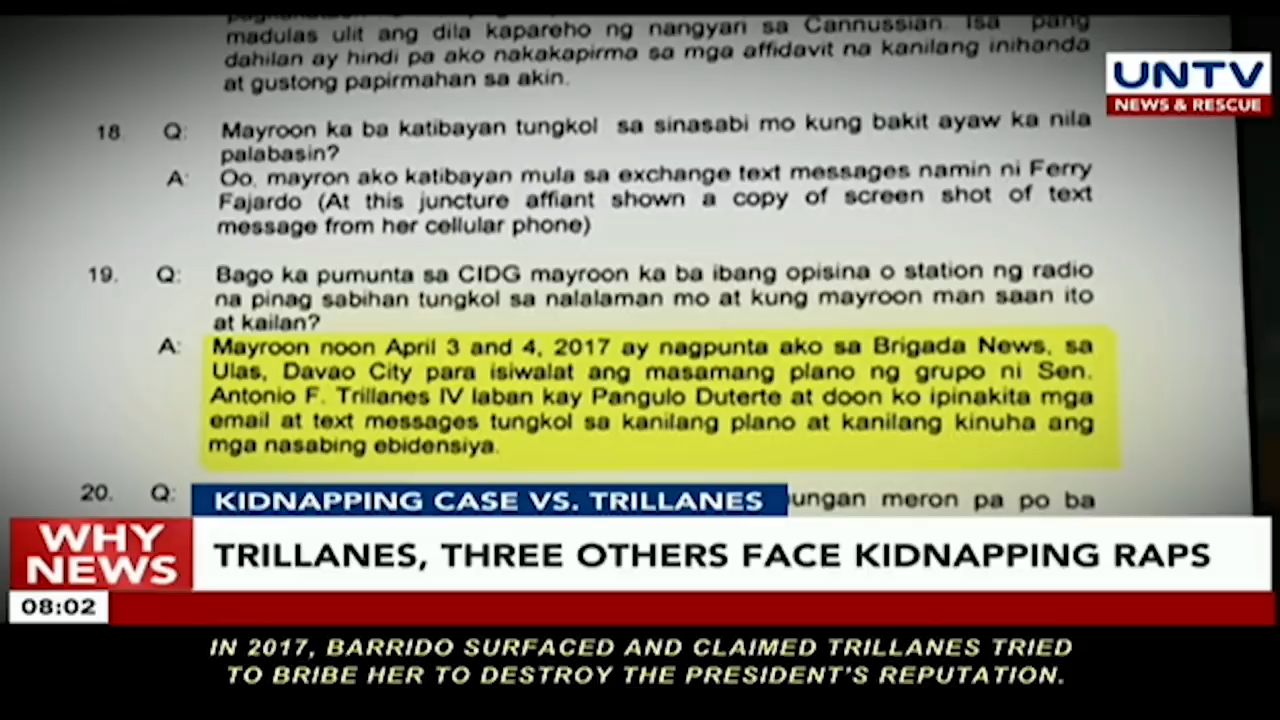 madulas ulit ang dila kapareho ng nangyari sa Cannussian. Isa pang
dahilan ay hindi pa ako nakakapirma sa mga affidavit na kanilang inihanda
at gustong papirmahan sa akin.
UNTV
NEWS & RESCUE
18 Q: Mayroon ka ba katibayan tungkol sa sinasabi mo kung bakit ayaw ka nila
palabasin?
A: Oo, mayron ako katibayan mula sa exchange text messages namin ni Ferry
Fajardo (At this juncture affiant shown a copy of screen shot of text
message from her cellular phone)
19. Q: Bago ka pumunta sa CIDG mayroon ka ba ibang opisina o station ng radio
na pinag sabihan tungkol sa nalalaman mo at kung mayroon man saan ito
at kailan?
A: Mayroon noon April 3 and 4, 2017 ay nagpunta ako sa Brigada News, sa
Ulas, Davao City para isiwalat ang masamang plano ng grupo ni Sen.
Antonio F. Trillanes IV laban kay Pangulo Duterte at doon ko ipinakita mga
email at text messages tungkol sa kanilang plano at kanilang kinuha ang
mga nasabing ebidensiya.
20. Q: meron pa po ba
KIDNAPPING CASE VS. TRILLANES
WHY
NEWS
TRILLANES, THREE OTHERS FACE KIDNAPPING RAPS
08:02
IN 2017, BARRIDO SURFACED AND CLAIMED TRILLANES TRIED
TO BRIBE HER TO DESTROY THE PRESIDENT'S REPUTATION.